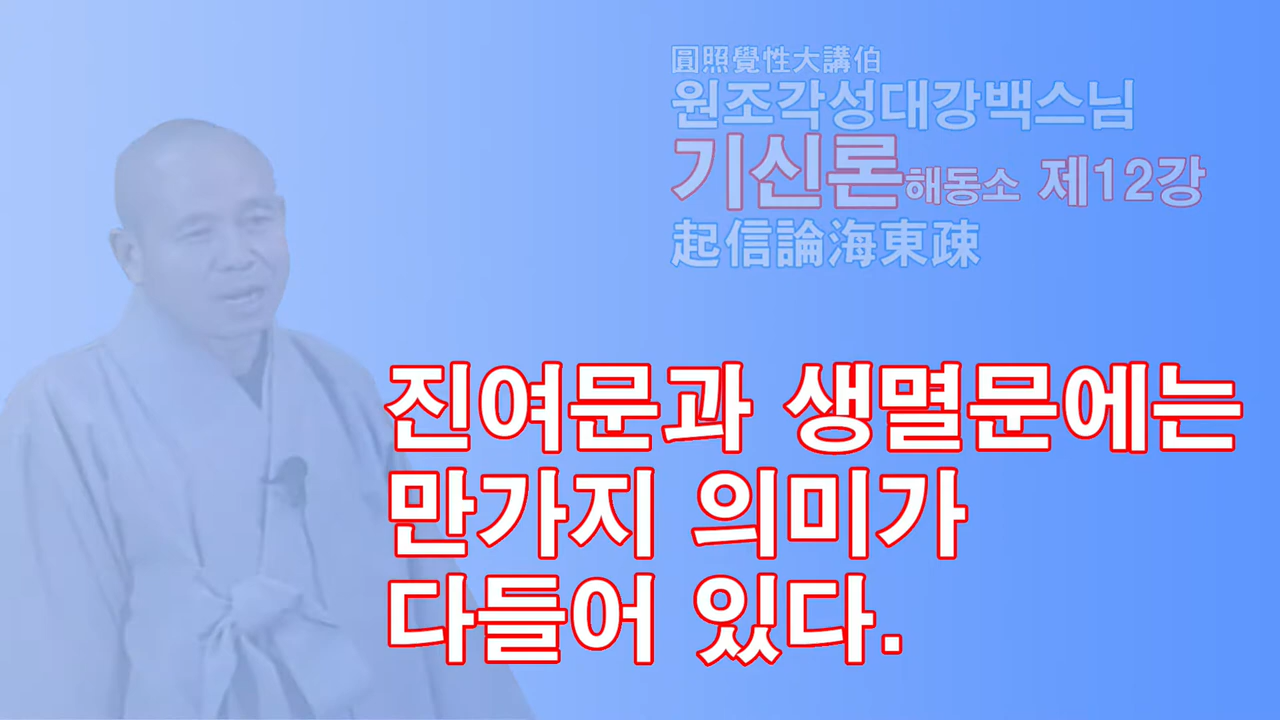 圓照覺性大講伯
원조각성대강백스님
기신론해동소 제12강
起信論海東疎
진여문과 생멸문에는
만가지 의미가
다들어 있다.